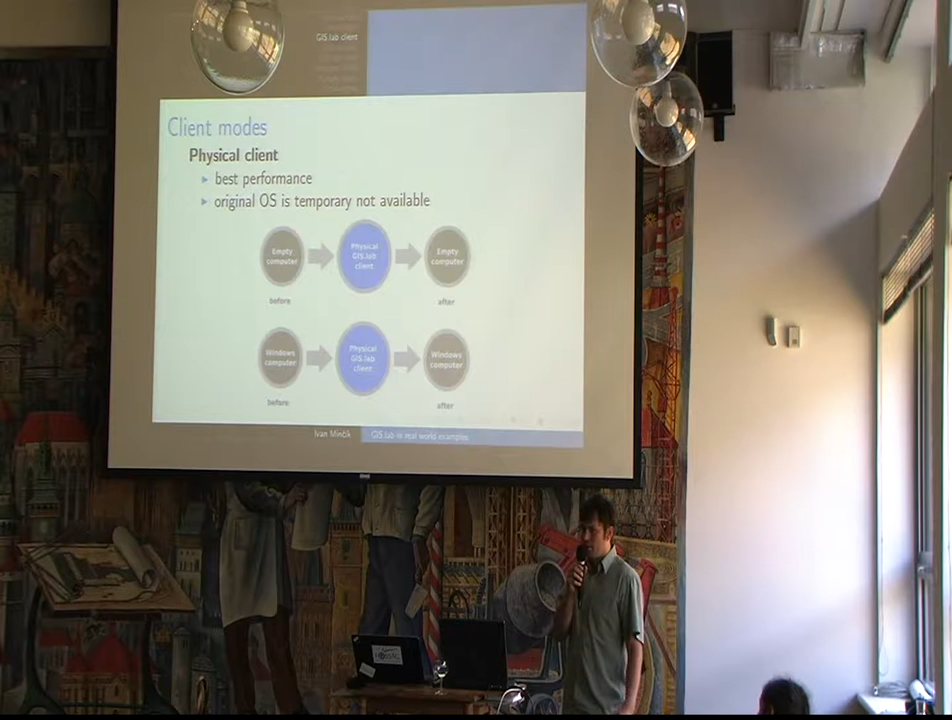 GIS.lab client
Client modes
Physical client
best performance
original OS is temporary not available
Empty
computer
Physical
GIS.lab
client
Empty
computer
before
after
Windows
computer
Physical
GIS.lab
client
Windows
computer
before
after
Ivan Minčík
GIS.lab in real world examples